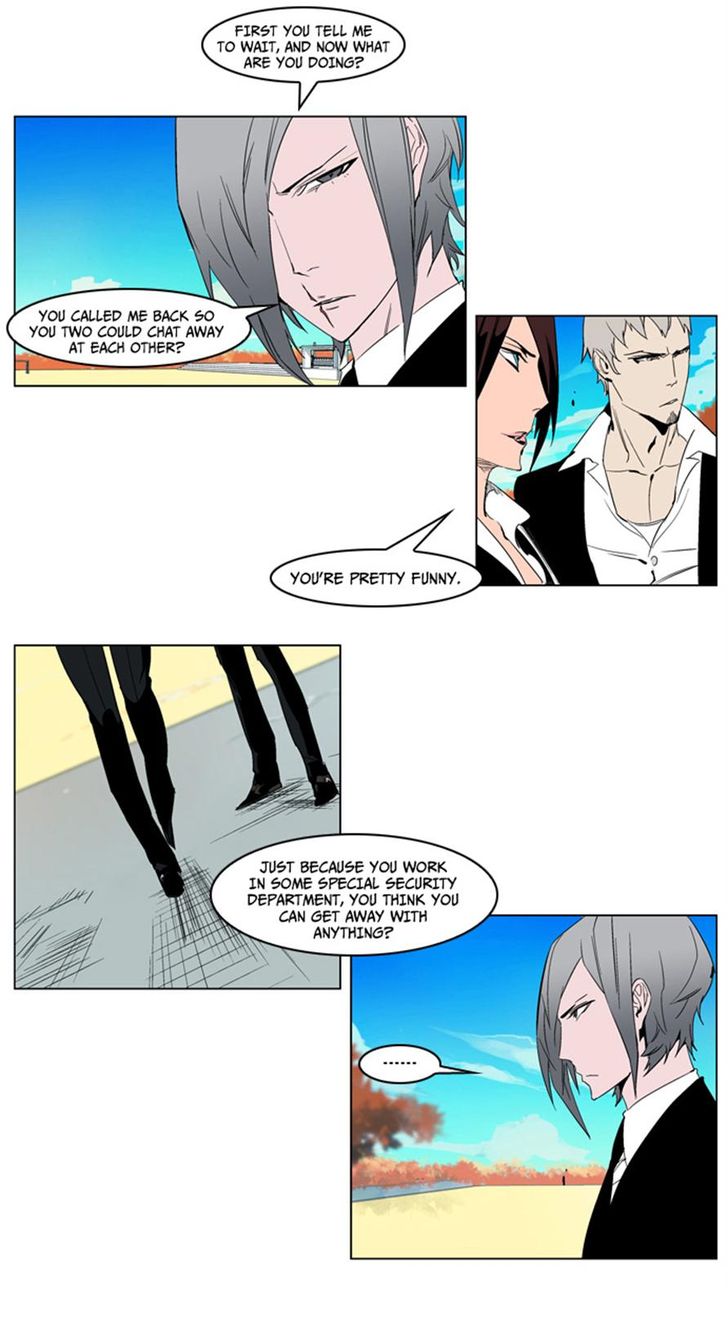 FIRST YOU TELL ME
TO WAIT, AND NOW WHAT
ARE YOU DOING?
YOU CALLED ME BACK SO
YOU TWO COULD CHAT AWAY
AT EACH OTHER?
YOU'RE PRETTY FUNNY.
JUST BECAUSE YOU WORK
IN SOME SPECIAL SECURITY
DEPARTMENT, YOU THINK YOU
CAN GET AWAY WITH
ANYTHING?
------